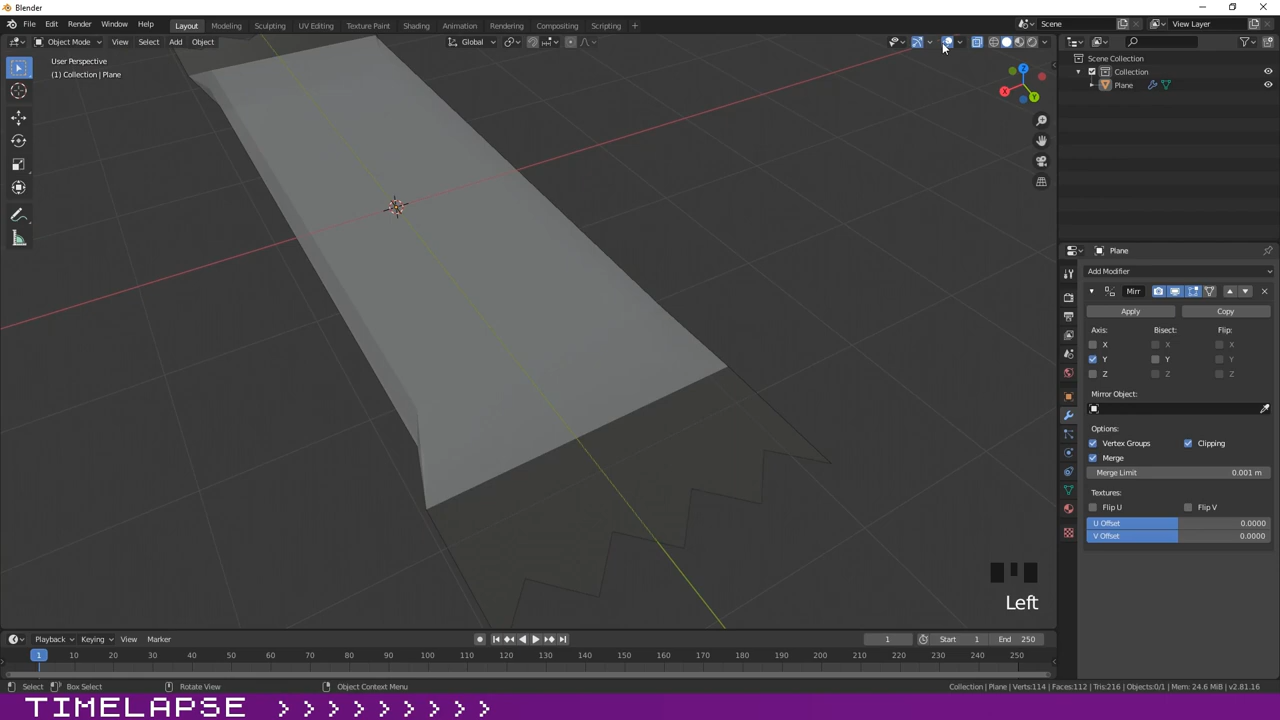 Blender
File Edit Render Window Help
Layout Modeling Sculpting UV Editing Texture Paint Shading Animation Rendering Compositing Scripting +
Scene
View Layer
Object Mode View Select Add Object
Global
User Perspective
(1) Collection | Plane
X
Y
Z
Scene Collection
Collection
Plane
Plane
Add Modifier
Mirr
Apply Copy
Axis: Bisect: Flip:
X X X
Y Y Y
Z Z Z
Mirror Object:
Options:
Vertex Groups Clipping
Merge
Merge Limit 0.001 m
Textures:
Flip U Flip V
U Offset 0.0000
V Offset 0.0000
Left
Playback Keying View Marker
1 Start 1 End 250
1 10 20 30 40 50 60 70 80 90 100 110 120 130 140 150 160 170 180 190 200 210 220 230 240 250
Select Box Select Rotate View Object Context Menu
Collection | Plane | Verts:114 | Faces:112 | Tris:216 | Objects:0/1 | Mem: 24.6 MiB | v2.81.16
TIMELAPSE > > > > > > > > >